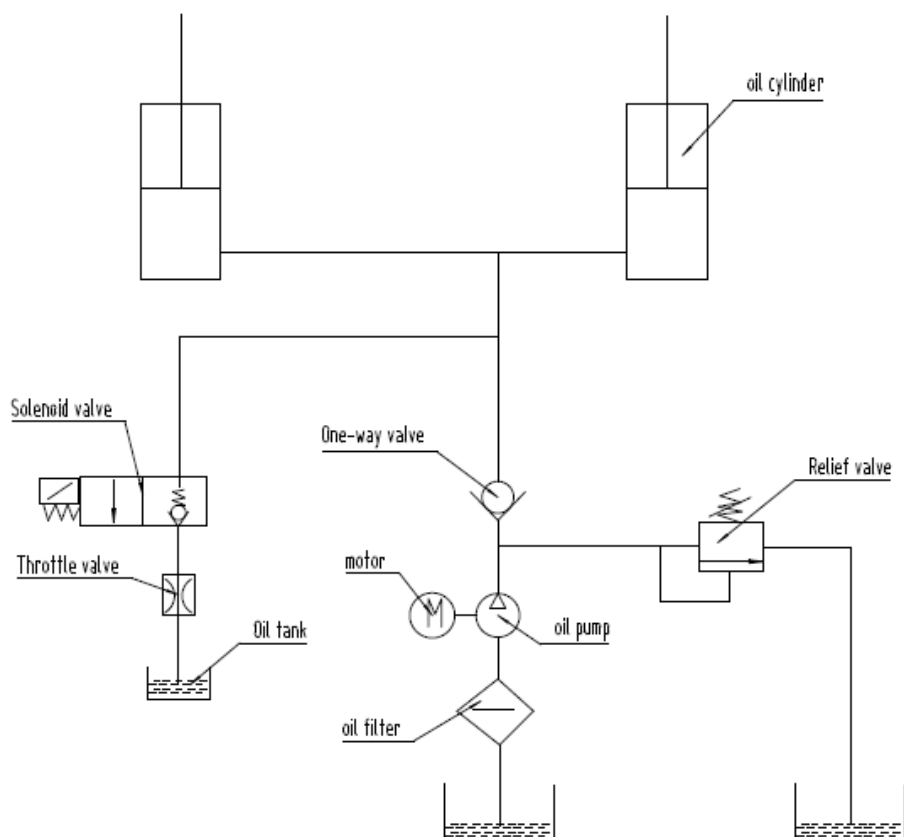 oil cylinder
Solenoid valve
One-way valve
Relief valve
Throttle valve
motor
M
oil pump
Oil tank
oil filter